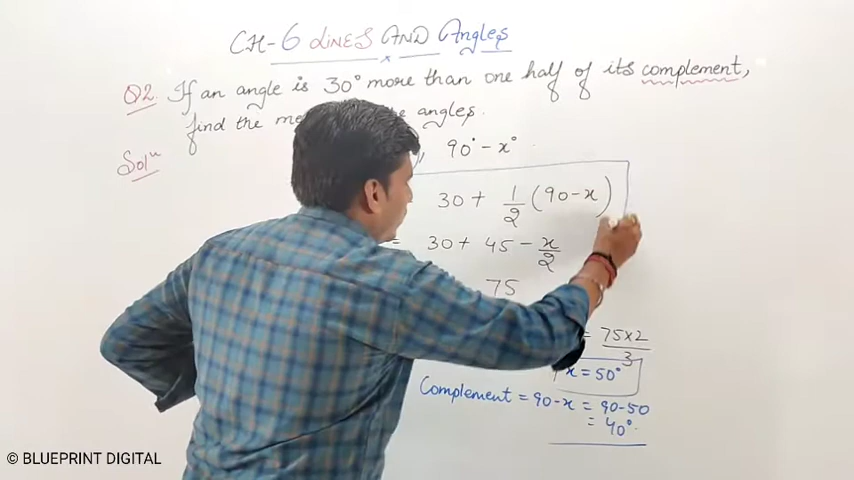 CH-6 LINES AND Angles
Q2. If an angle is 30° more than one half of its complement,
find the angles.
Solⁿ
90° - x°
30 + 1/2 (90-x)
= 30 + 45 - x/2
75
= 75×2/3
x = 50°
Complement = 90-x = 90-50
= 40°.
© BLUEPRINT DIGITAL